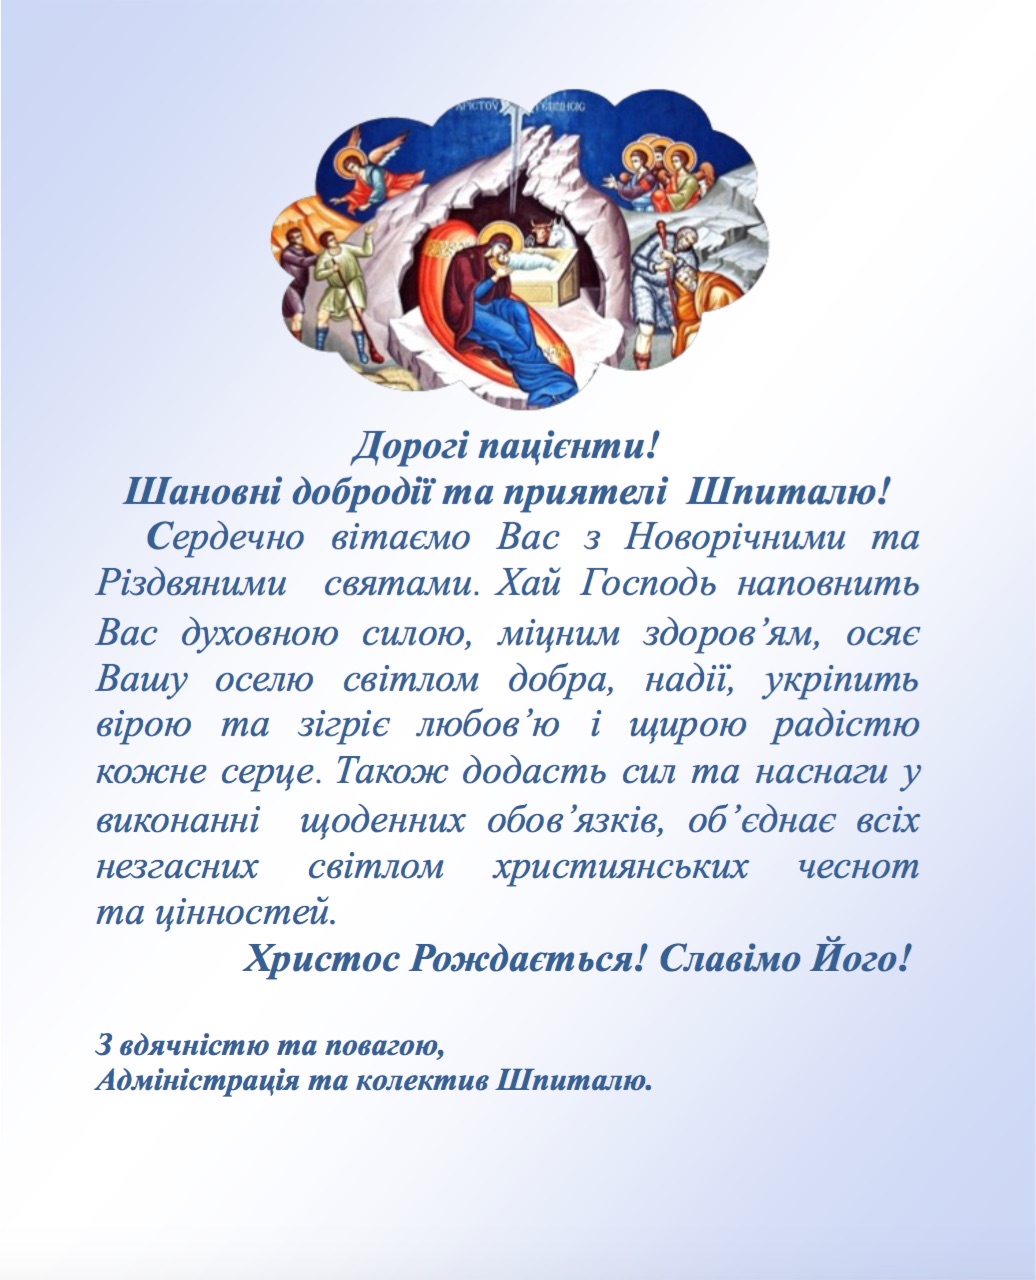 Дорогі пацієнти!
Шановні добродії та приятелі Шпиталю!
Сердечно вітаємо Вас з Новорічними та
Різдвяними святами. Хай Господь наповнить
Вас духовною силою, міцним здоров’ям, осяє
Вашу оселю світлом добра, надії, укріпить
вірою та зігріє любов’ю і щирою радістю
кожне серце. Також додасть сил та наснаги у
виконанні щоденних обов’язків, об’єднає всіх
незгасних світлом християнських чеснот
та цінностей.
Христос Рождається! Славімо Його!
З вдячністю та повагою,
Адміністрація та колектив Шпиталю.